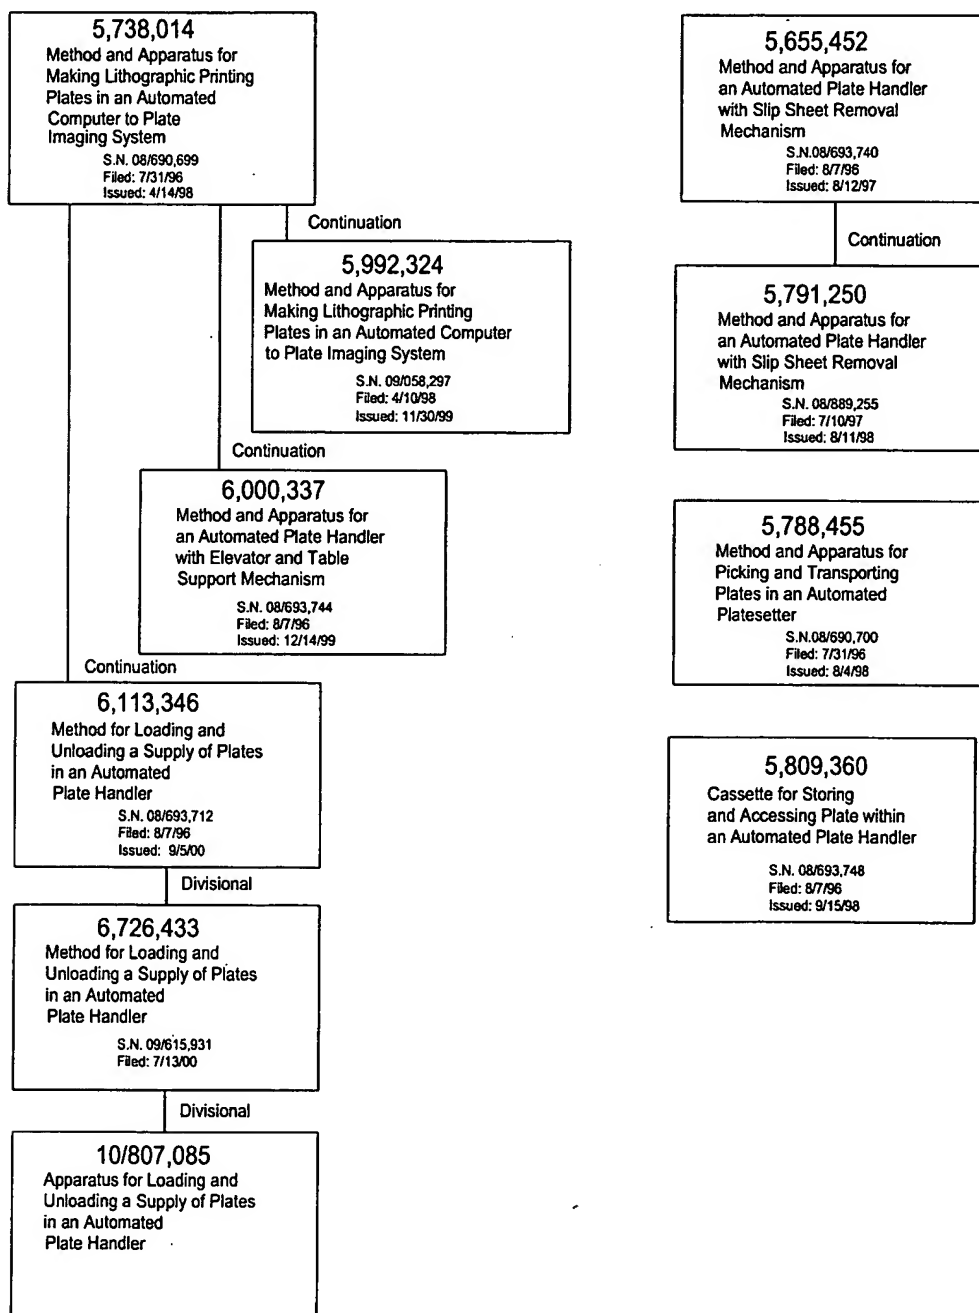 5,738,014
Method and Apparatus for
Making Lithographic Printing
Plates in an Automated
Computer to Plate
Imaging System
S.N. 08/690,699
Filed: 7/31/96
Issued: 4/14/98
Continuation
5,992,324
Method and Apparatus for
Making Lithographic Printing
Plates in an Automated Computer
to Plate Imaging System
S.N. 09/058,297
Filed: 4/10/98
Issued: 11/30/99
Continuation
6,000,337
Method and Apparatus for
an Automated Plate Handler
with Elevator and Table
Support Mechanism
S.N. 08/693,744
Filed: 8/7/96
Issued: 12/14/99
Continuation
6,113,346
Method for Loading and
Unloading a Supply of Plates
in an Automated
Plate Handler
S.N. 08/693,712
Filed: 8/7/96
Issued: 9/5/00
Divisional
6,726,433
Method for Loading and
Unloading a Supply of Plates
in an Automated
Plate Handler
S.N. 09/615,931
Filed: 7/13/00
Divisional
10/807,085
Apparatus for Loading and
Unloading a Supply of Plates
in an Automated
Plate Handler
5,655,452
Method and Apparatus for
an Automated Plate Handler
with Slip Sheet Removal
Mechanism
S.N.08/693,740
Filed: 8/7/96
Issued: 8/12/97
Continuation
5,791,250
Method and Apparatus for
an Automated Plate Handler
with Slip Sheet Removal
Mechanism
S.N. 08/889,255
Filed: 7/10/97
Issued: 8/11/98
5,788,455
Method and Apparatus for
Picking and Transporting
Plates in an Automated
Platesetter
S.N.08/690,700
Filed: 7/31/96
Issued: 8/4/98
5,809,360
Cassette for Storing
and Accessing Plate within
an Automated Plate Handler
S.N. 08/693,748
Filed: 8/7/96
Issued: 9/15/98